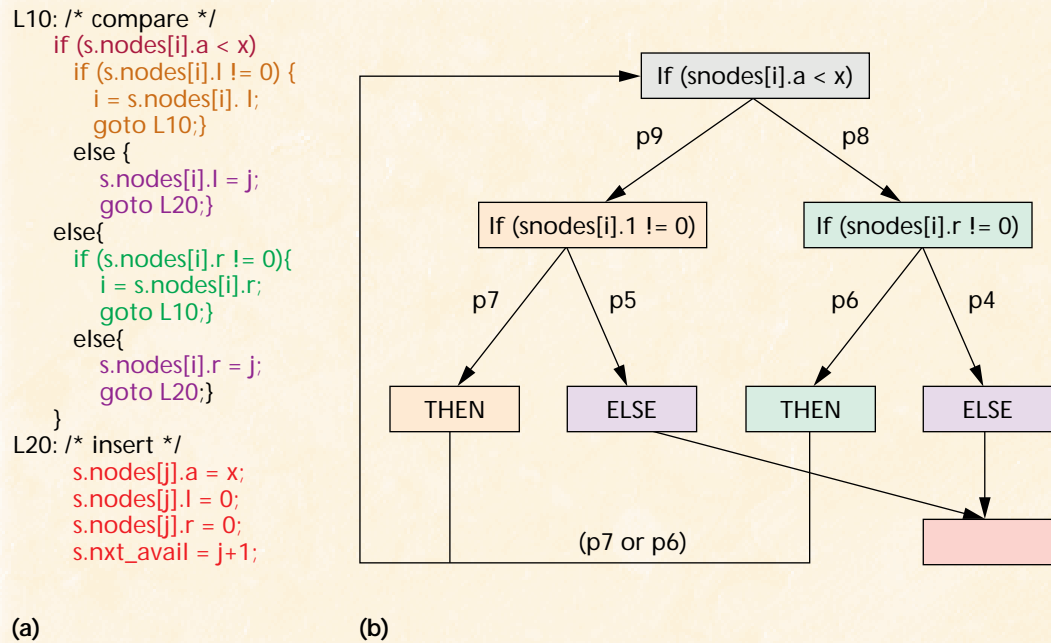 L10: /* compare */
if (s.nodes[i].a < x)
if (s.nodes[i].l != 0) {
i = s.nodes[i]. l;
goto L10;}
else {
s.nodes[i].l = j;
goto L20;}
else{
if (s.nodes[i].r != 0){
i = s.nodes[i].r;
goto L10;}
else{
s.nodes[i].r = j;
goto L20;}
}
L20: /* insert */
s.nodes[j].a = x;
s.nodes[j].l = 0;
s.nodes[j].r = 0;
s.nxt_avail = j+1;
(a)
If (snodes[i].a < x)
p9
p8
If (snodes[i].1 != 0)
If (snodes[i].r != 0)
p7
p5
p6
p4
THEN
ELSE
THEN
ELSE
(p7 or p6)
(b)